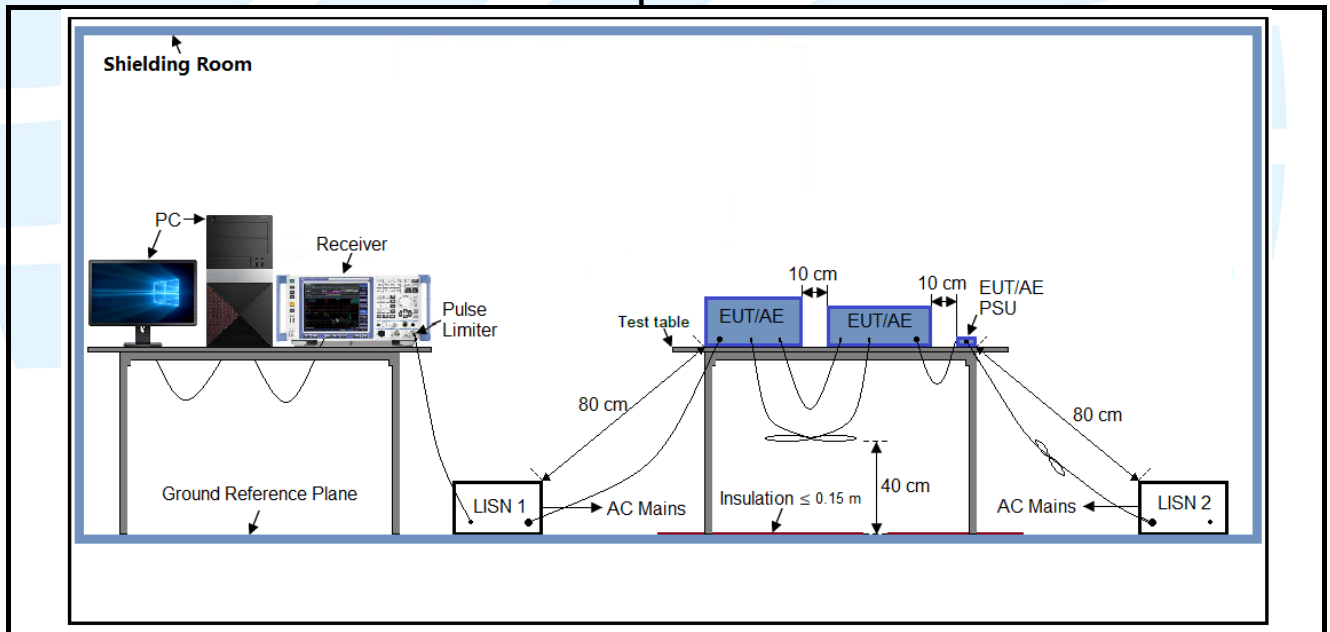 Shielding Room
PC
Receiver
Pulse
Limiter
10 cm
10 cm
EUT/AE
PSU
Test table
EUT/AE
EUT/AE
80 cm
80 cm
40 cm
Ground Reference Plane
LISN 1
AC Mains
Insulation ≤ 0.15 m
AC Mains
LISN 2